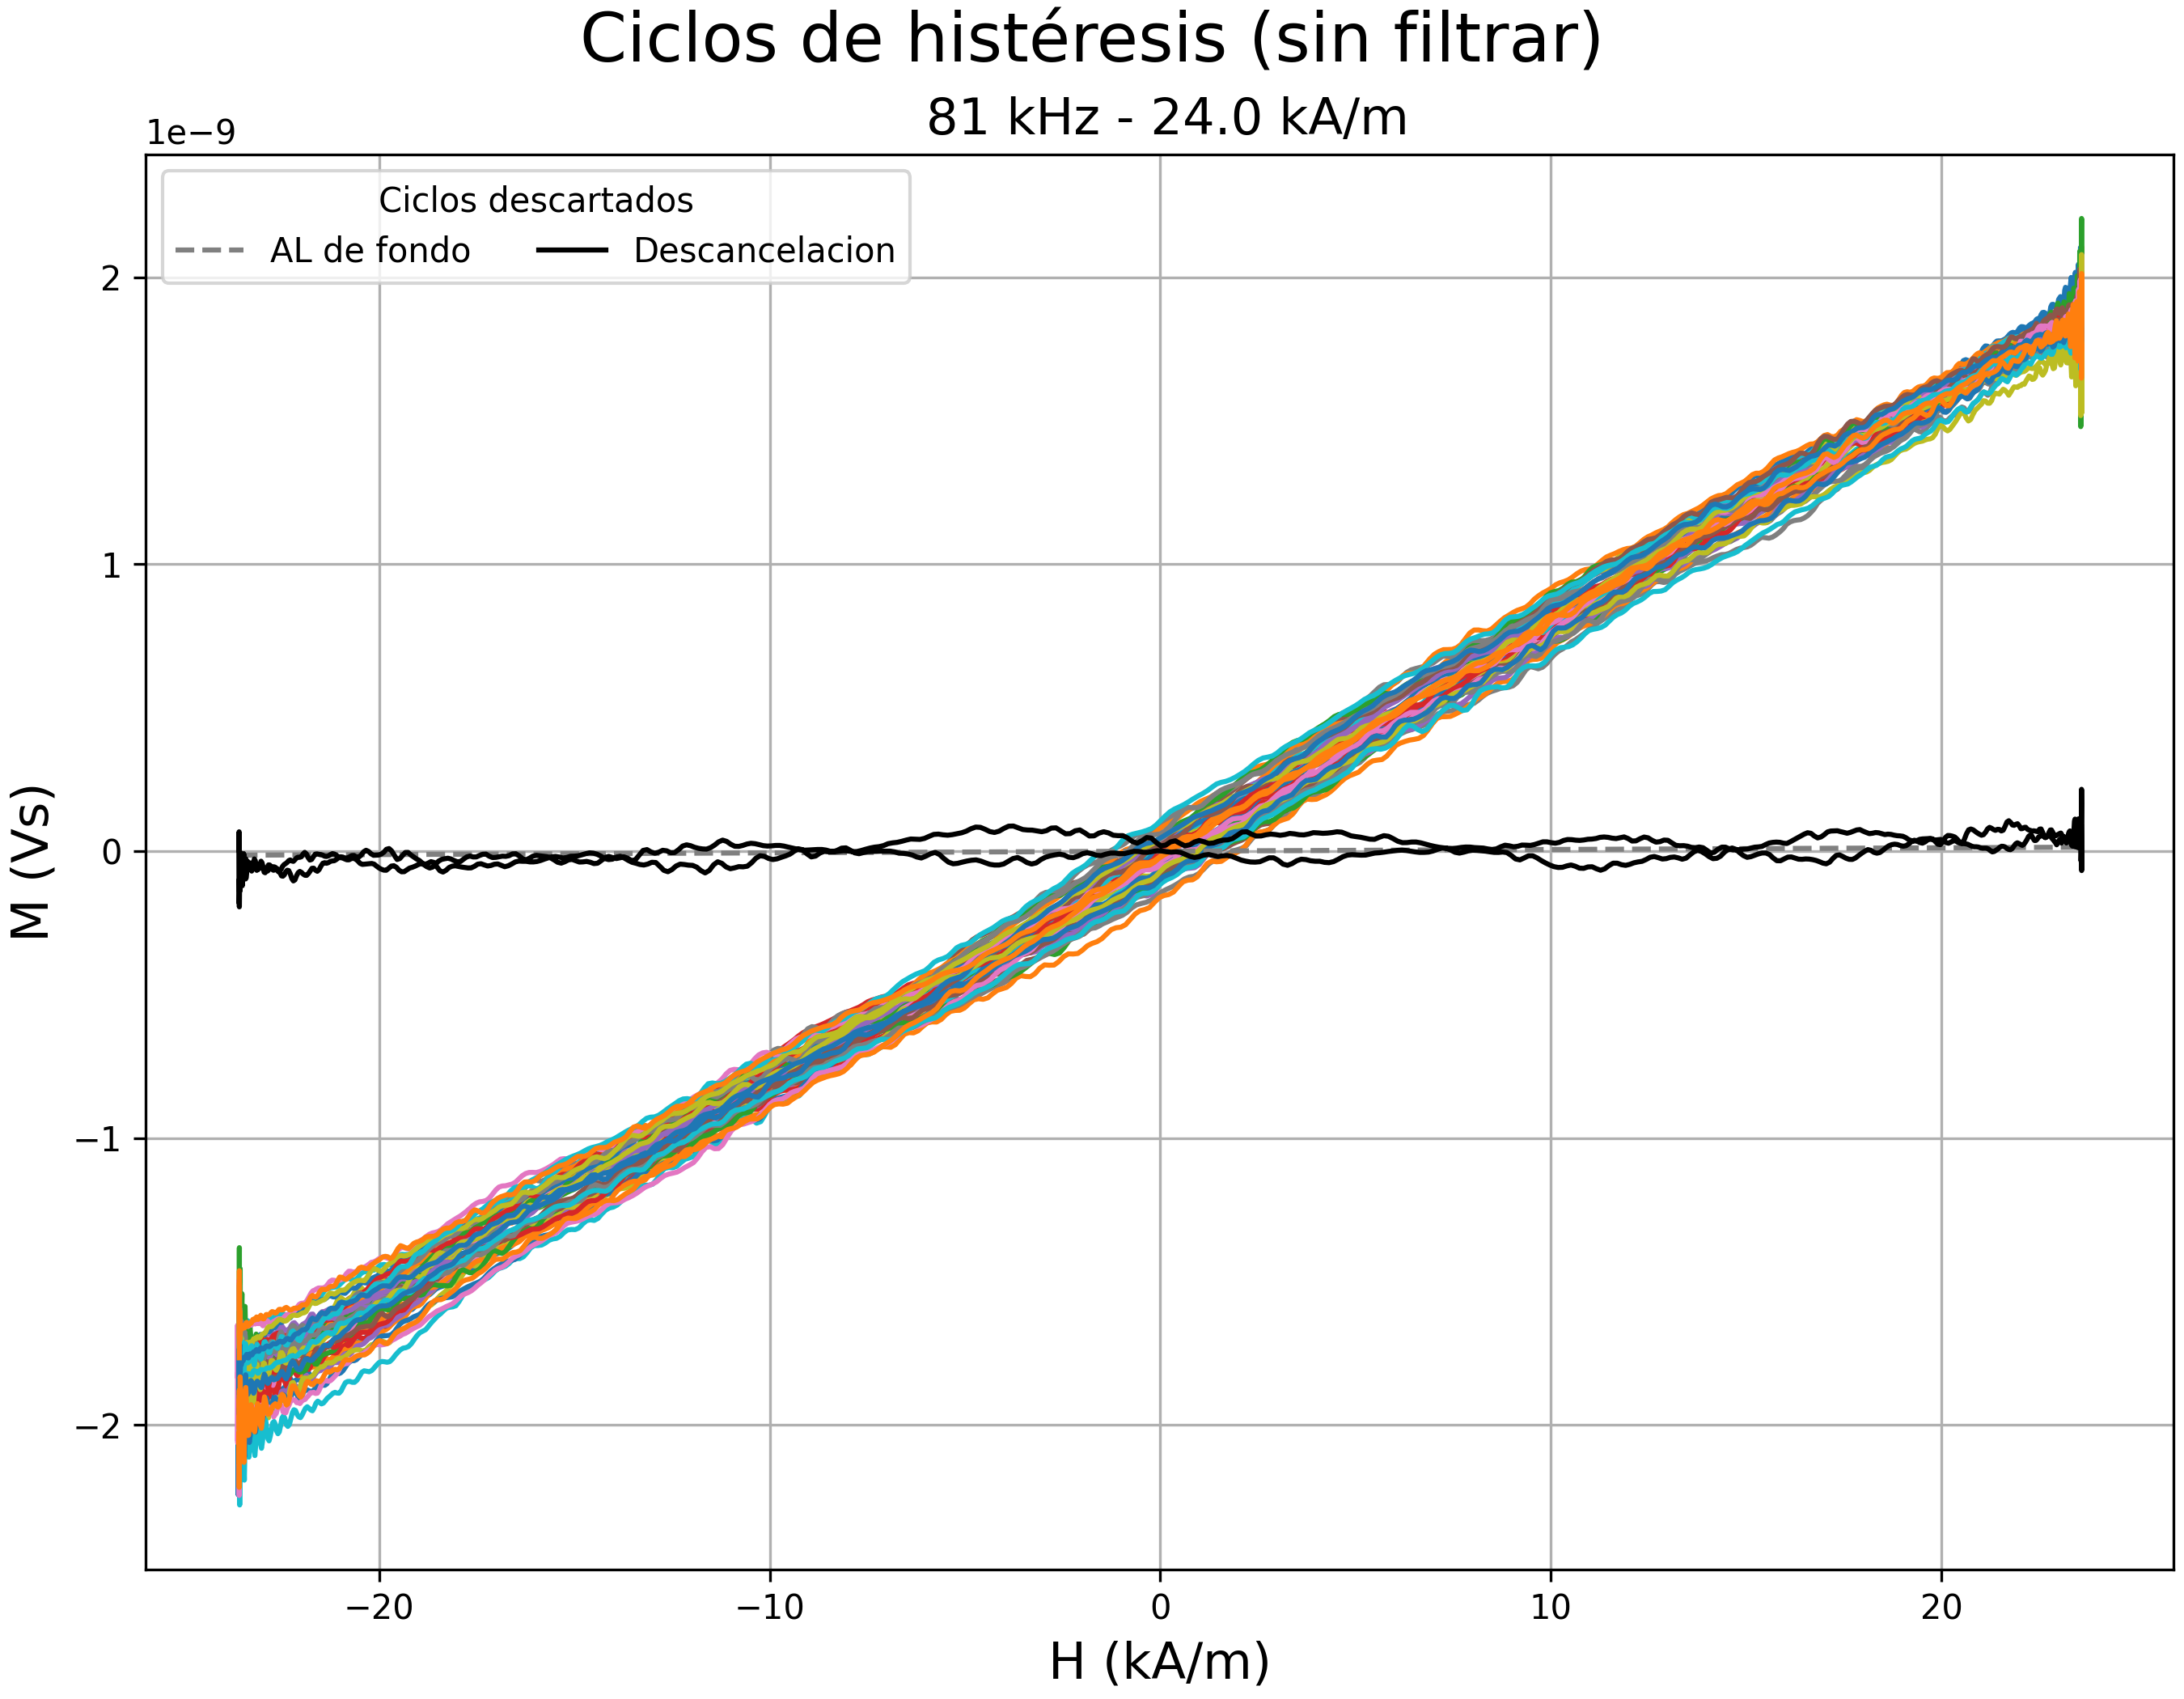 Ciclos de histéresis (sin filtrar)
81 kHz - 24.0 kA/m
1e−9
Ciclos descartados
AL de fondo Descancelacion
2
1
0
−1
−2
M (Vs)
−20 −10 0 10 20
H (kA/m)